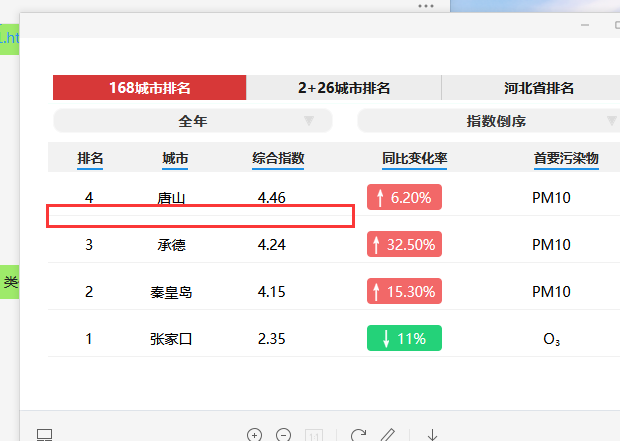 1.ht
168城市排名 2+26城市排名 河北省排名
全年 指数倒序
排名 城市 综合指数 同比变化率 首要污染物
4 唐山 4.46 ↑ 6.20% PM10
3 承德 4.24 ↑ 32.50% PM10
2 秦皇岛 4.15 ↑ 15.30% PM10
类
1 张家口 2.35 ↓ 11% O₃
1:1